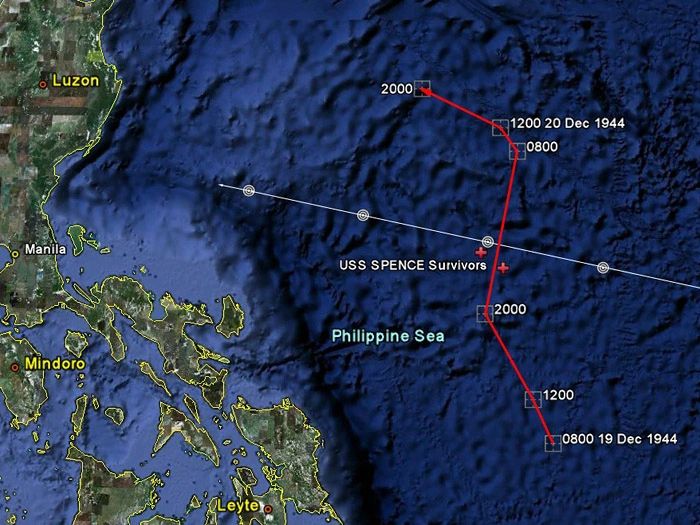 Luzon
2000
1200 20 Dec 1944
0800
Manila
USS SPENCE Survivors
2000
Philippine Sea
Mindoro
1200
0800 19 Dec 1944
Leyte